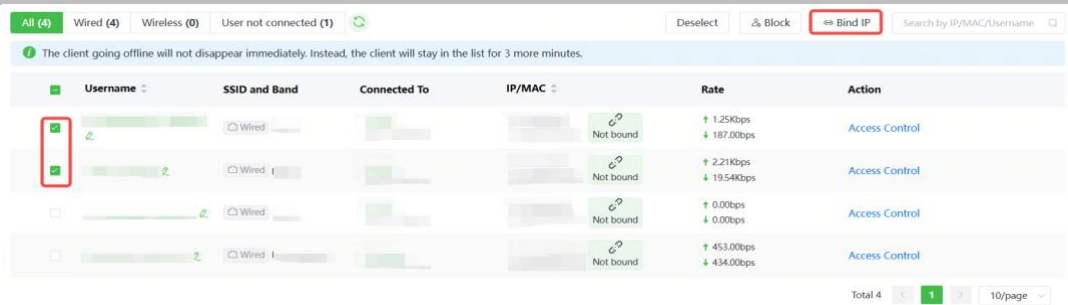 All (4) Wired (4) Wireless (0) User not connected (1) Deselect Block Bind IP Search by IP/MAC/Username
The client going offline will not disappear immediately. Instead, the client will stay in the list for 3 more minutes.
Username SSID and Band Connected To IP/MAC Rate Action
Wired Not bound ↑ 1.25Kbps ↓ 187.00bps Access Control
Wired Not bound ↑ 2.21Kbps ↓ 19.54Kbps Access Control
Wired Not bound ↑ 0.00bps ↓ 0.00bps Access Control
Wired Not bound ↑ 453.00bps ↓ 434.00bps Access Control
Total 4 < 1 > 10/page